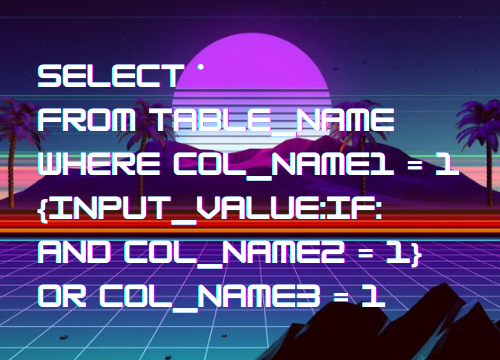 SELECT *
FROM TABLE_NAME
WHERE COL_NAME1 = 1
{INPUT_VALUE:IF:
AND COL_NAME2 = 1}
OR COL_NAME3 = 1